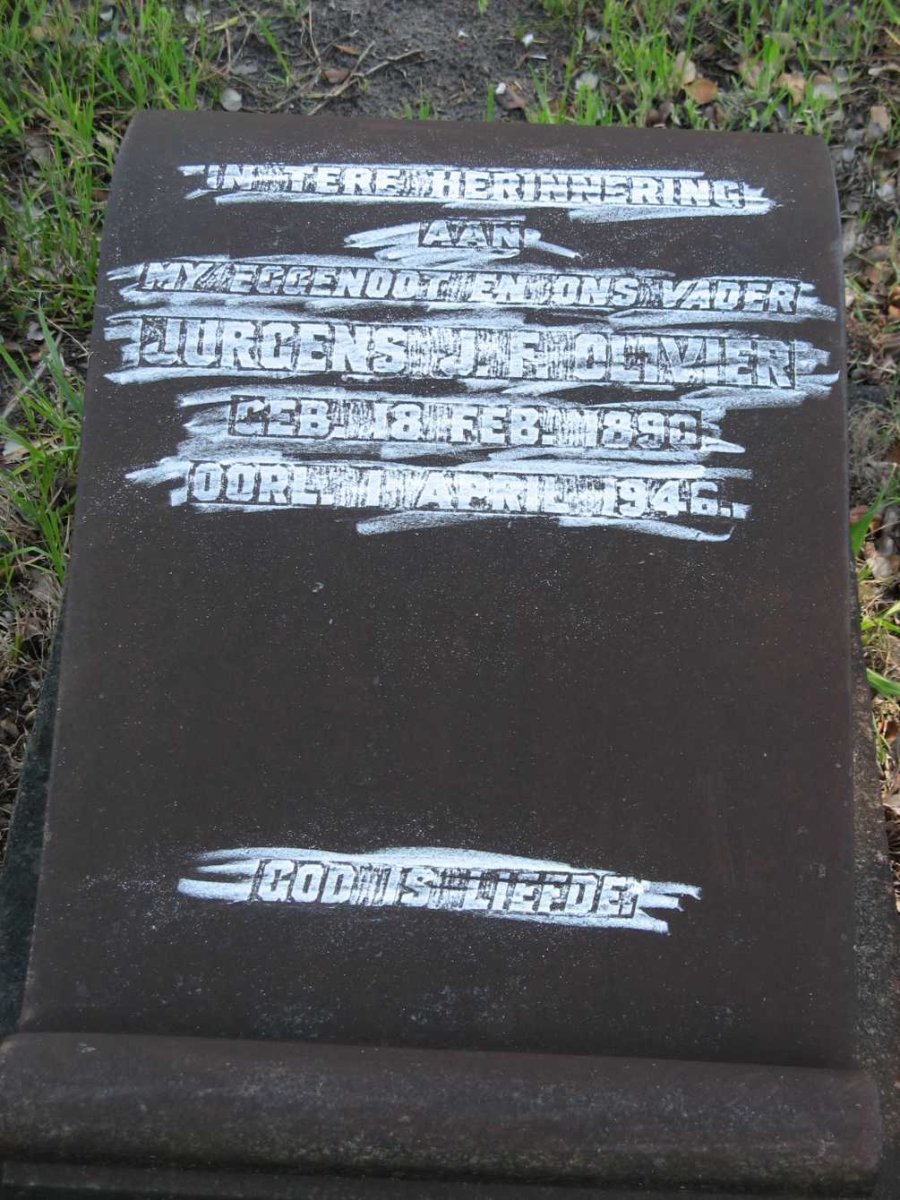 IN TERE HERINNERING
AAN
MY EGGENOOT EN ONS VADER
JURGENS J. F. OLIVIER
GEB. 18 FEB. 1890
OORL. 1 APRIL 1946.
GOD IS LIEFDE.